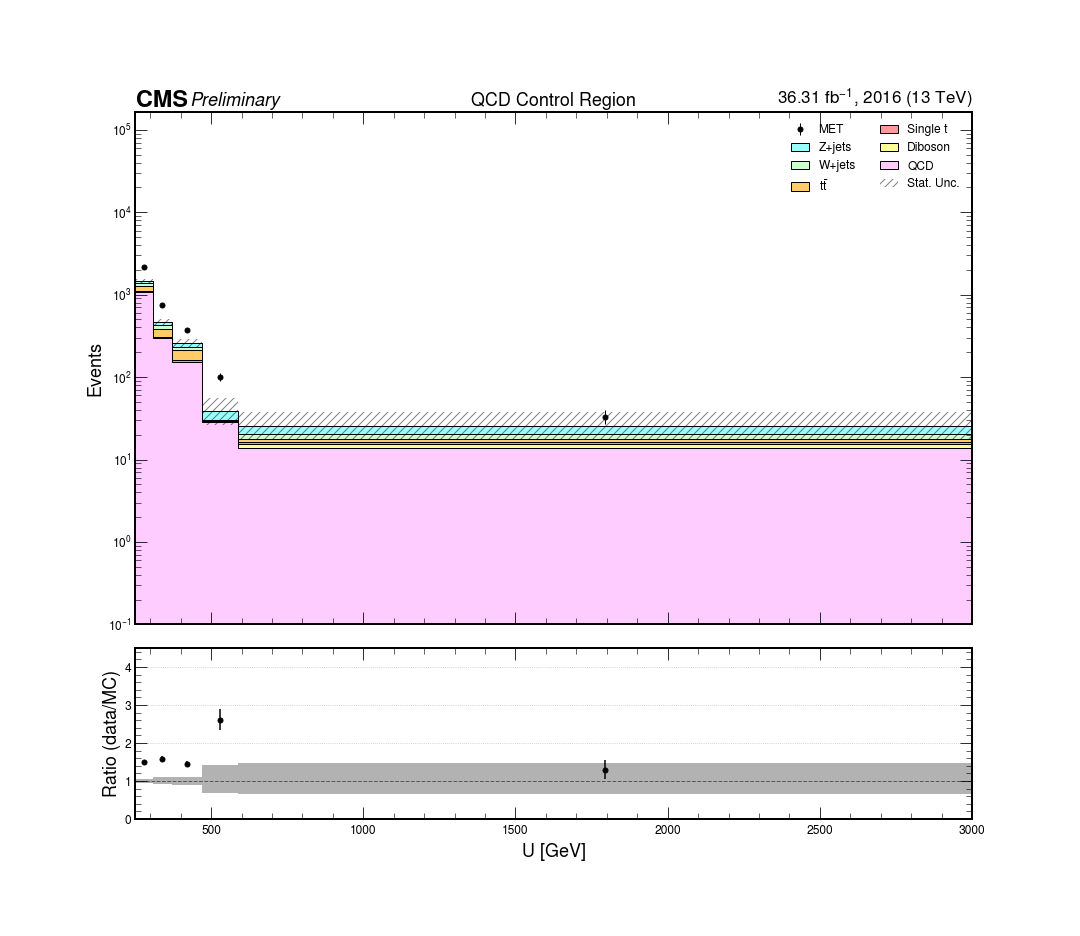 CMS Preliminary QCD Control Region 36.31 fb⁻¹, 2016 (13 TeV)
MET
Z+jets
W+jets
tt̄
Single t
Diboson
QCD
Stat. Unc.
Events
10⁵
10⁴
10³
10²
10¹
10⁰
10⁻¹
Ratio (data/MC)
4
3
2
1
0
500 1000 1500 2000 2500 3000
U [GeV]